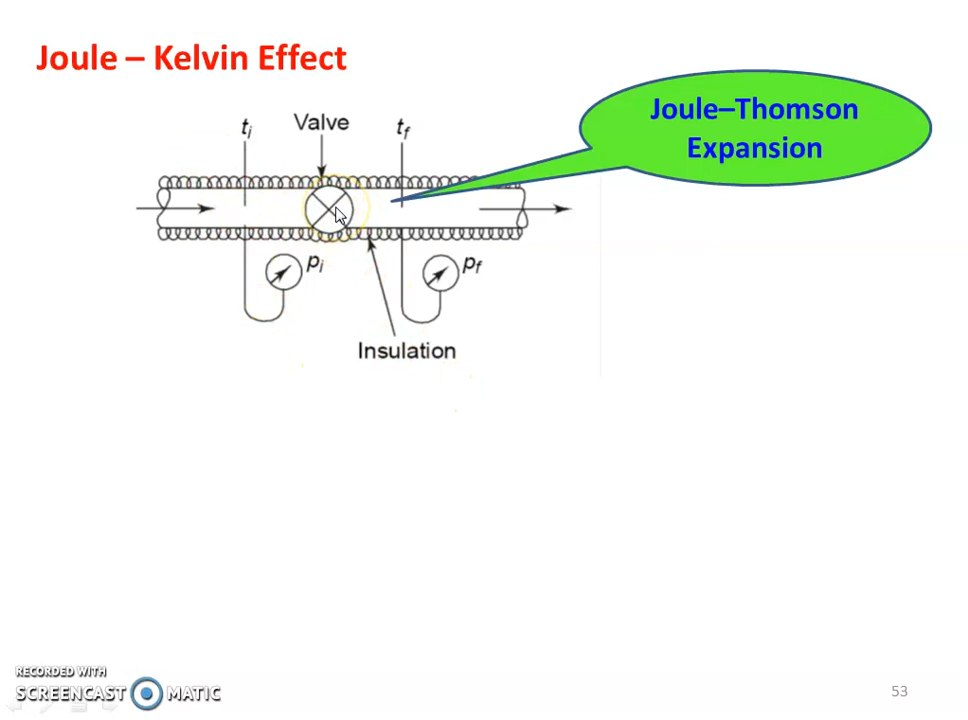 Joule – Kelvin Effect
Joule–Thomson
Expansion
ti
Valve
tf
pi
pf
Insulation
RECORDED WITH
SCREENCAST MATIC
53